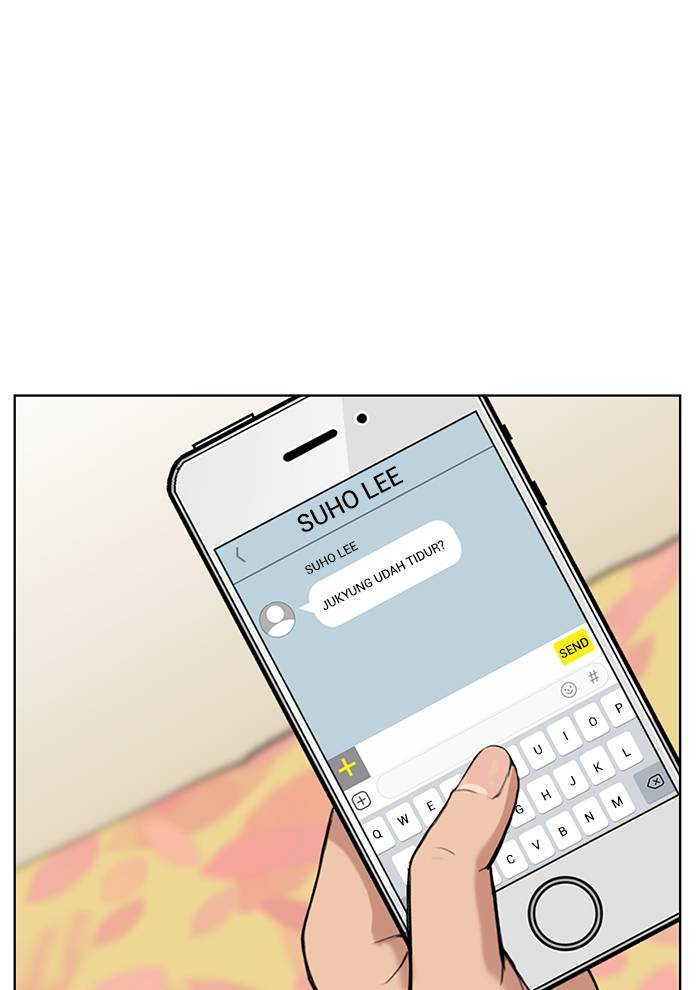 SUHO LEE
SUHO LEE
JUKYUNG UDAH TIDUR?
SEND
#
U I O P
Q W E
G H J K L
C V B N M